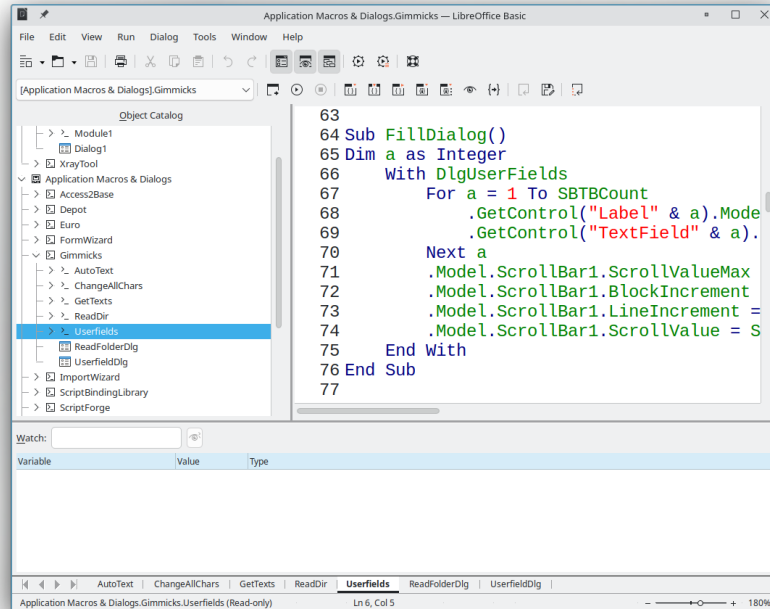 Application Macros & Dialogs.Gimmicks — LibreOffice Basic
File Edit View Run Dialog Tools Window Help
[Application Macros & Dialogs].Gimmicks
Object Catalog
Module1
Dialog1
XrayTool
Application Macros & Dialogs
Access2Base
Depot
Euro
FormWizard
Gimmicks
AutoText
ChangeAllChars
GetTexts
ReadDir
Userfields
ReadFolderDlg
UserfieldDlg
ImportWizard
ScriptBindingLibrary
ScriptForge
63
64 Sub FillDialog()
65 Dim a as Integer
66 With DlgUserFields
67 For a = 1 To SBTBCount
68 .GetControl("Label" & a).Mode
69 .GetControl("TextField" & a).
70 Next a
71 .Model.ScrollBar1.ScrollValueMax
72 .Model.ScrollBar1.BlockIncrement
73 .Model.ScrollBar1.LineIncrement =
74 .Model.ScrollBar1.ScrollValue = S
75 End With
76 End Sub
77
Watch:
Variable Value Type
AutoText ChangeAllChars GetTexts ReadDir Userfields ReadFolderDlg UserfieldDlg
Application Macros & Dialogs.Gimmicks.Userfields (Read-only) Ln 6, Col 5 180%